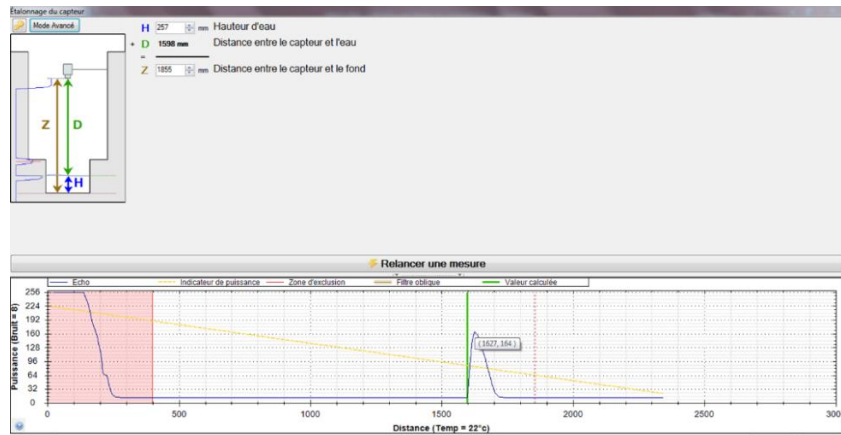 Étalonnage du capteur
Mode Avancé
H 257 mm Hauteur d'eau
+ D 1598 mm Distance entre le capteur et l'eau
=
Z 1855 mm Distance entre le capteur et le fond
Z D
H
Relancer une mesure
Echo Indicateur de puissance Zone d'exclusion Filtre oblique Valeur calculée
Puissance (Bruit = 8)
256
224
192
160
128
96
64
32
0
(1627, 164)
0 500 1000 1500 2000 2500 3000
Distance (Temp = 22°c)